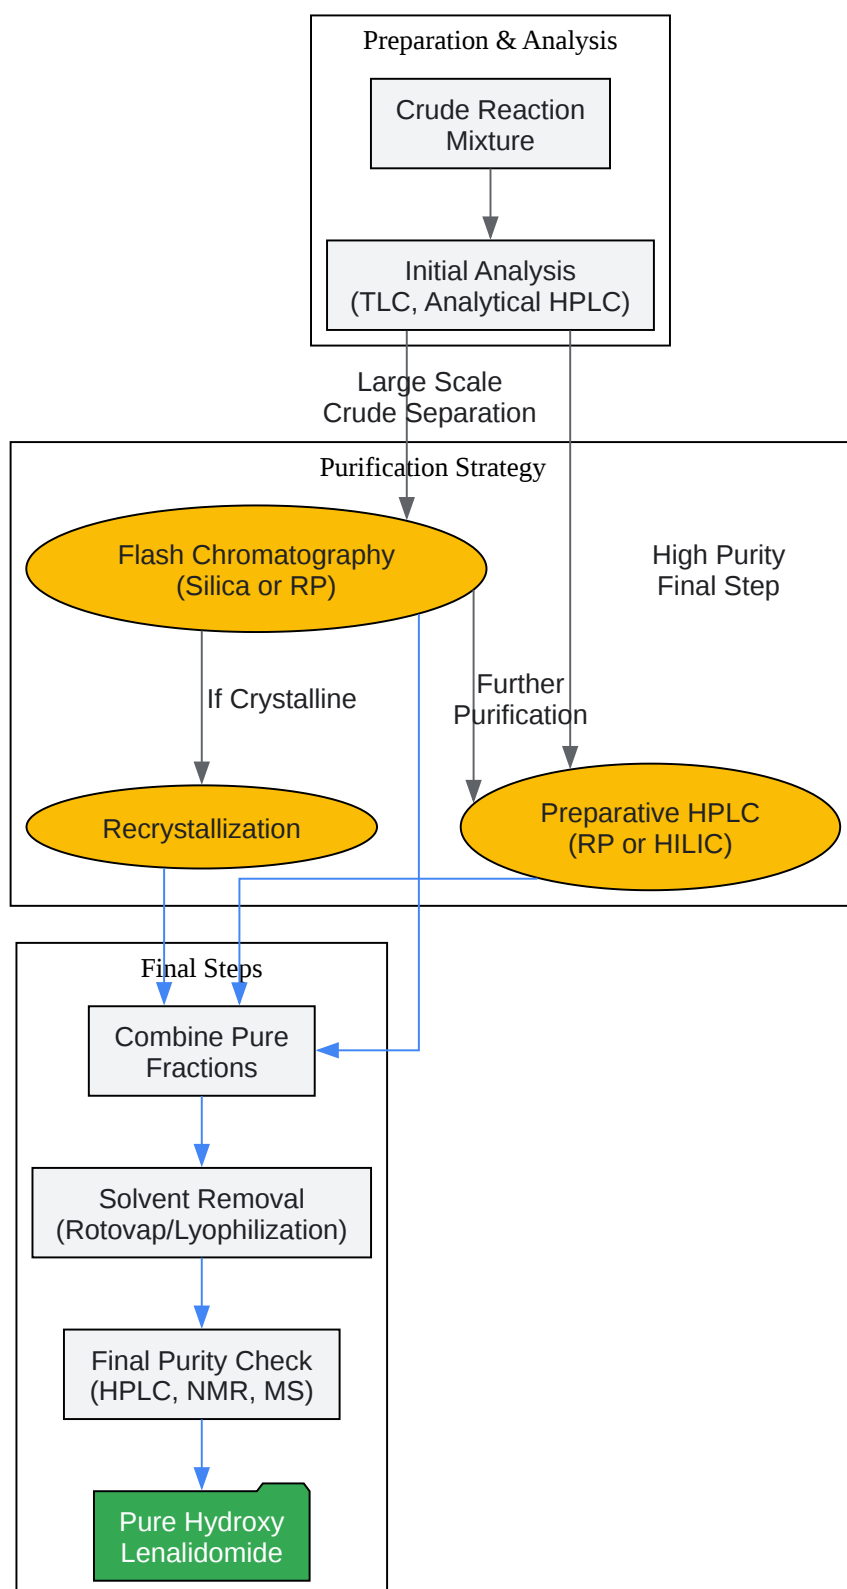 Preparation & Analysis
Crude Reaction
Mixture
Initial Analysis
(TLC, Analytical HPLC)
Large Scale
Crude Separation
Purification Strategy
Flash Chromatography
(Silica or RP)
High Purity
Final Step
If Crystalline
Further
Purification
Recrystallization
Preparative HPLC
(RP or HILIC)
Final Steps
Combine Pure
Fractions
Solvent Removal
(Rotovap/Lyophilization)
Final Purity Check
(HPLC, NMR, MS)
Pure Hydroxy
Lenalidomide